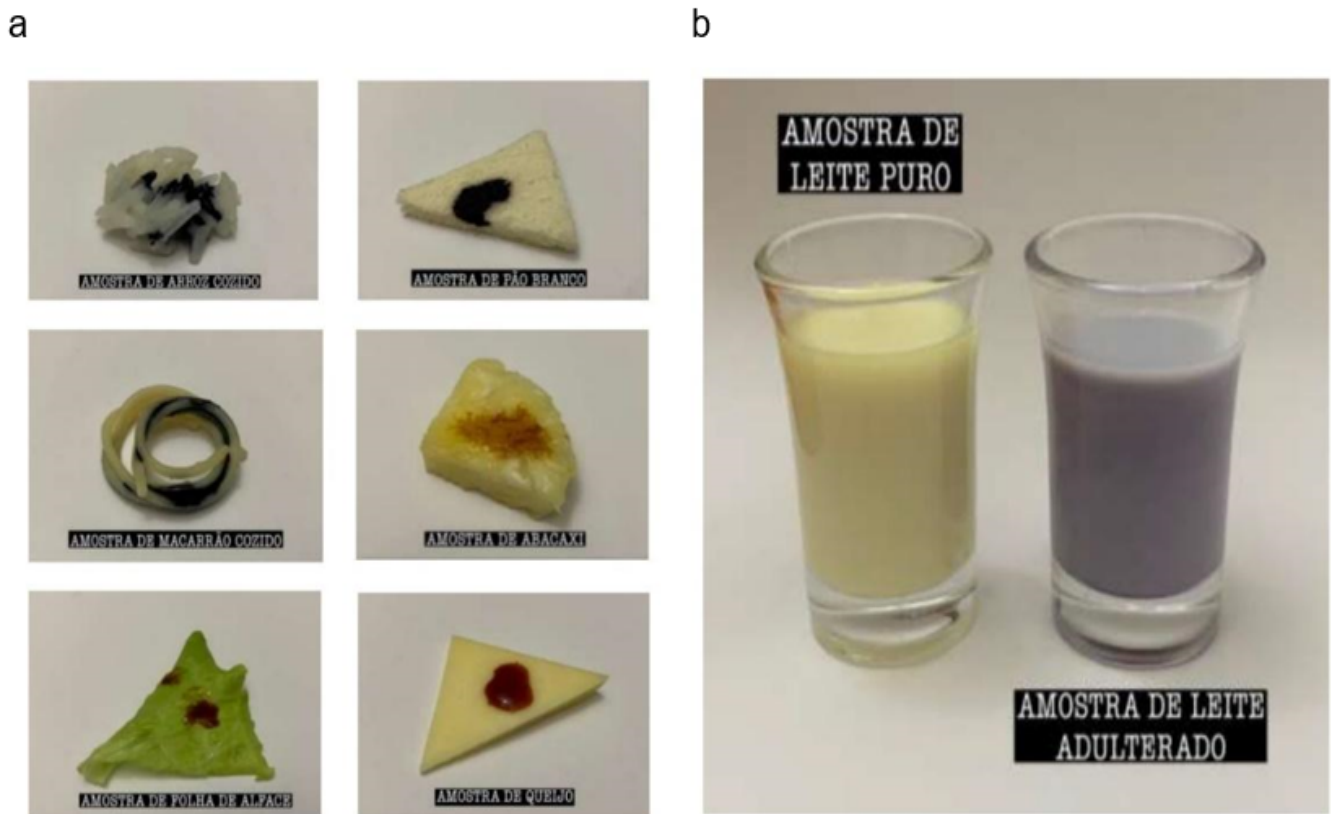 a
b
AMOSTRA DE ARROZ COZIDO
AMOSTRA DE PÃO BRANCO
AMOSTRA DE MACARRÃO COZIDO
AMOSTRA DE ABACAXI
AMOSTRA DE FOLHA DE ALFACE
AMOSTRA DE QUEIJO
AMOSTRA DE
LEITE PURO
AMOSTRA DE LEITE
ADULTERADO